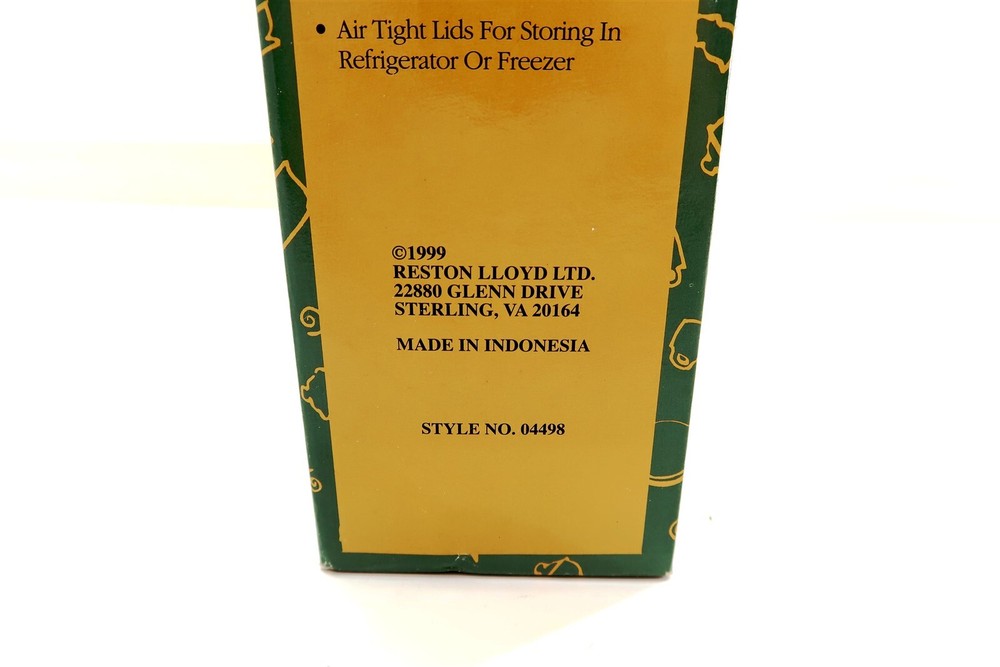 • Air Tight Lids For Storing In
Refrigerator Or Freezer
©1999
RESTON LLOYD LTD.
22880 GLENN DRIVE
STERLING, VA 20164
MADE IN INDONESIA
STYLE NO. 04498